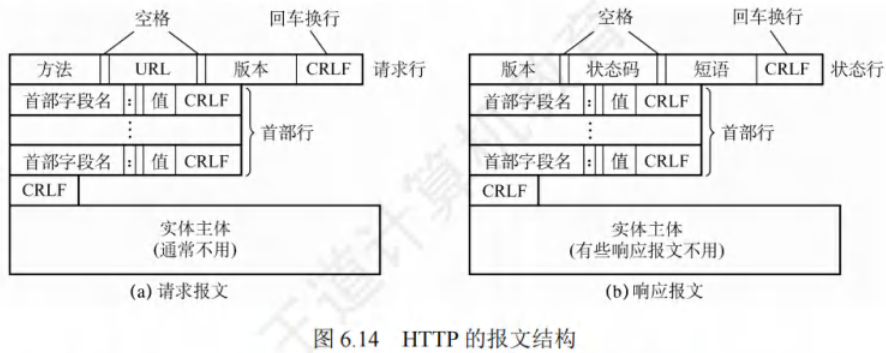 空格 回车换行
方法 URL 版本 CRLF 请求行
首部字段名 : 值 CRLF
⋮
首部字段名 : 值 CRLF
首部行
CRLF
实体主体
(通常不用)
(a) 请求报文
空格 回车换行
版本 状态码 短语 CRLF 状态行
首部字段名 : 值 CRLF
⋮
首部字段名 : 值 CRLF
首部行
CRLF
实体主体
(有些响应报文不用)
(b) 响应报文
图 6.14 HTTP 的报文结构
王道计算机教育